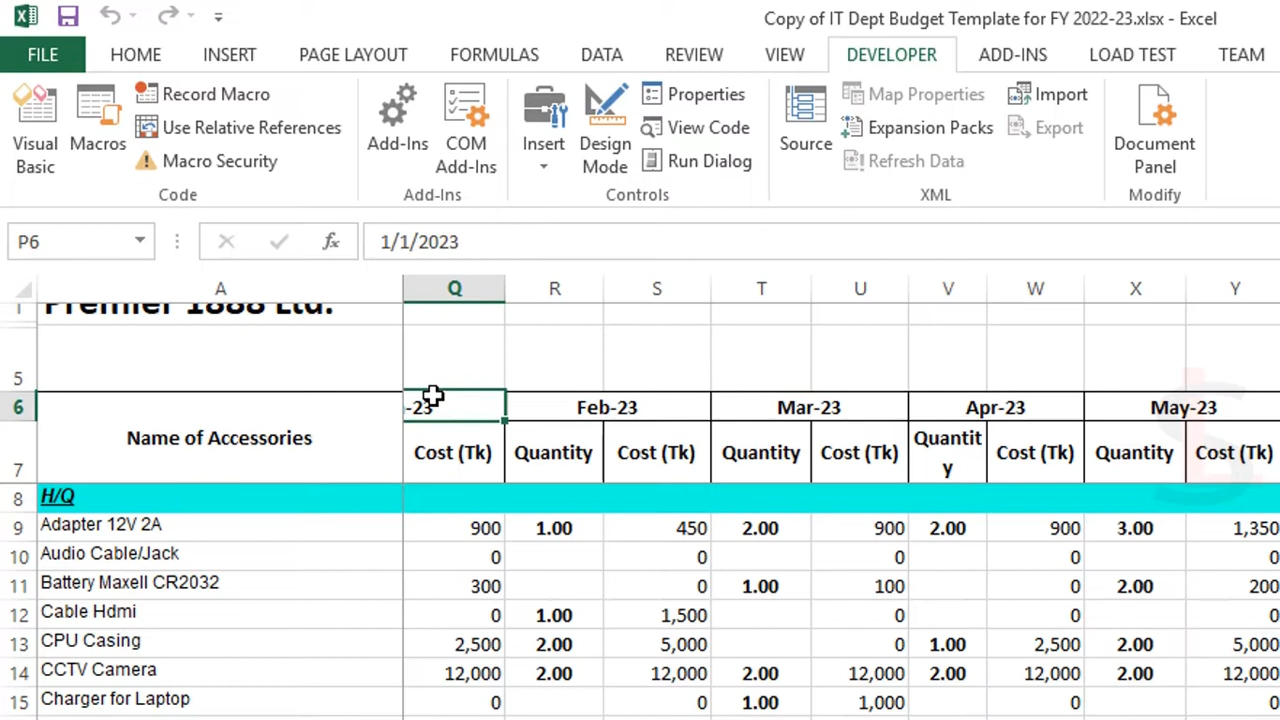 Copy of IT Dept Budget Template for FY 2022-23.xlsx - Excel
FILE HOME INSERT PAGE LAYOUT FORMULAS DATA REVIEW VIEW DEVELOPER ADD-INS LOAD TEST TEAM
Visual Basic
Macros
Record Macro
Use Relative References
Macro Security
Code
Add-Ins
COM Add-Ins
Add-Ins
Insert
Design Mode
Properties
View Code
Run Dialog
Controls
Source
Map Properties
Expansion Packs
Refresh Data
Import
Export
XML
Document Panel
Modify
P6 fx 1/1/2023
A Q R S T U V W X Y
1 Premier 1888 Ltd.
5
6 -23 Feb-23 Mar-23 Apr-23 May-23
7 Name of Accessories Cost (Tk) Quantity Cost (Tk) Quantity Cost (Tk) Quantit y Cost (Tk) Quantity Cost (Tk)
8 H/Q
9 Adapter 12V 2A 900 1.00 450 2.00 900 2.00 900 3.00 1,350
10 Audio Cable/Jack 0 0 0 0 0
11 Battery Maxell CR2032 300 0 1.00 100 0 2.00 200
12 Cable Hdmi 0 1.00 1,500 0 0 0
13 CPU Casing 2,500 2.00 5,000 0 1.00 2,500 2.00 5,000
14 CCTV Camera 12,000 2.00 12,000 2.00 12,000 2.00 12,000 2.00 12,000
15 Charger for Laptop 0 0 1.00 1,000 0 0